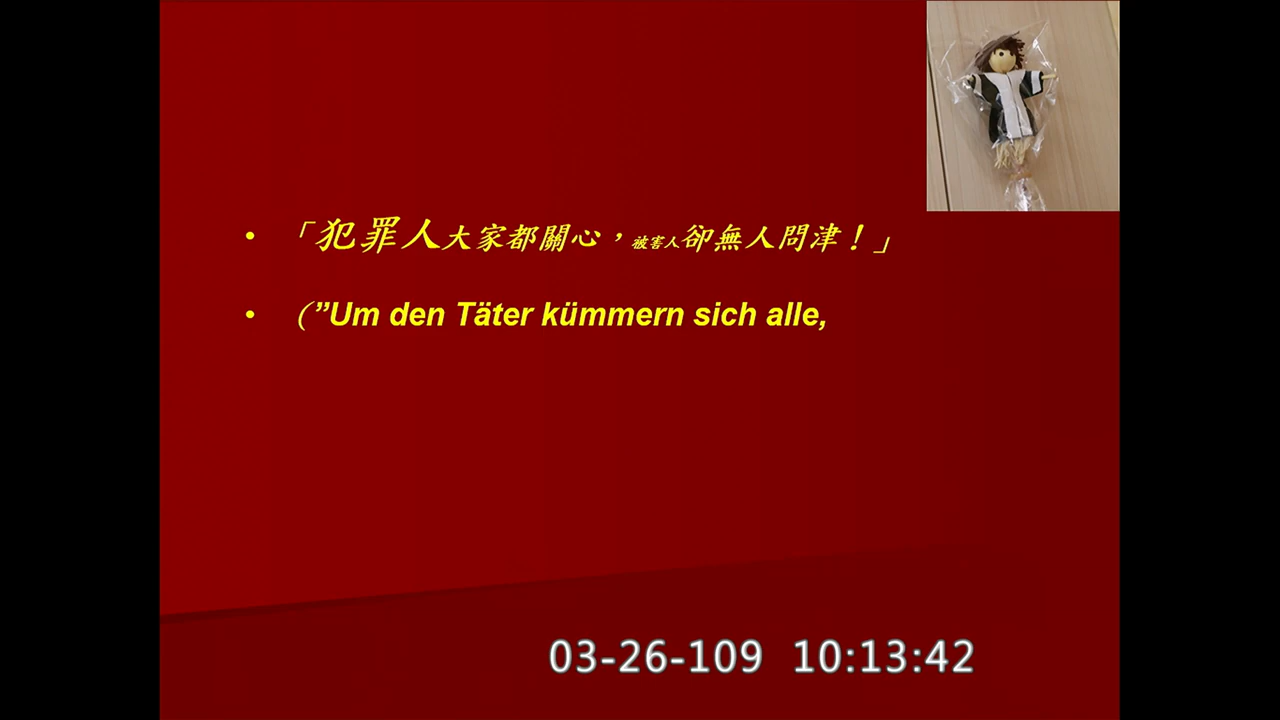 • 「犯罪人大家都關心，被害人卻無人問津！」
• （”Um den Täter kümmern sich alle,
03-26-109 10:13:42